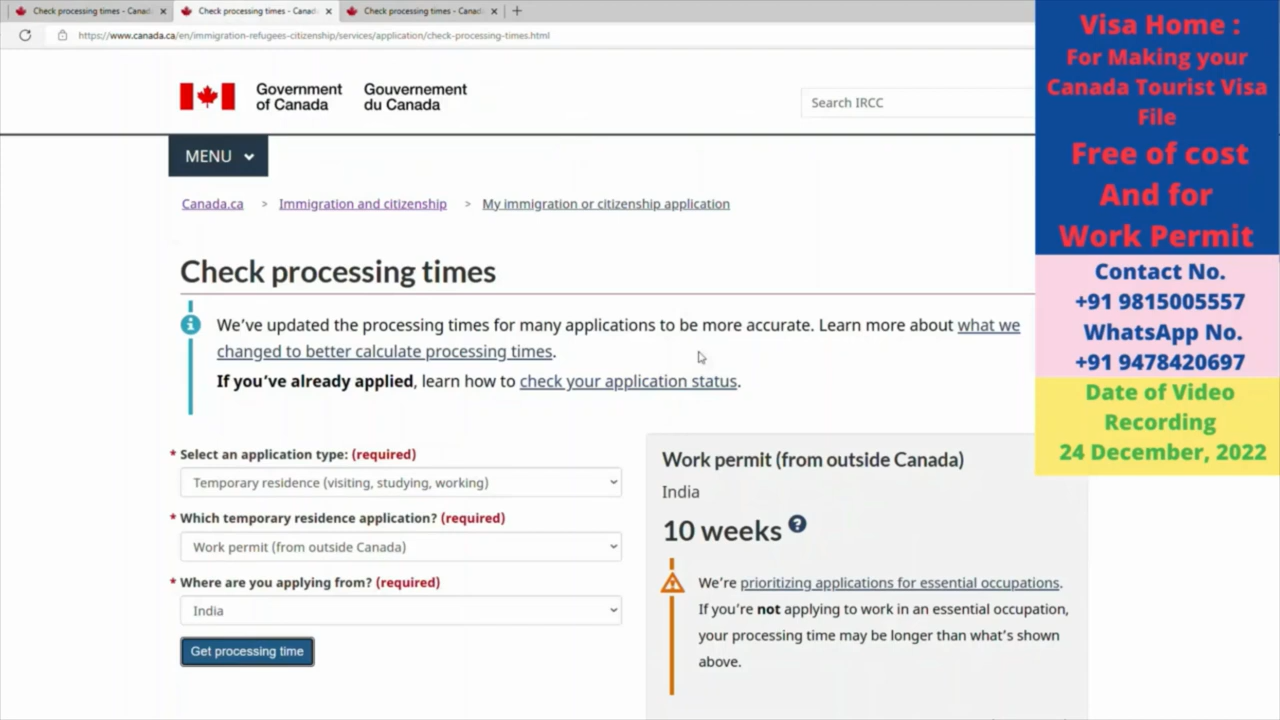 Check processing times - Canad
Check processing times - Canad
Check processing times - Canad
https://www.canada.ca/en/immigration-refugees-citizenship/services/application/check-processing-times.html
Government of Canada
Gouvernement du Canada
Search IRCC
MENU
Canada.ca > Immigration and citizenship > My immigration or citizenship application
Check processing times
We've updated the processing times for many applications to be more accurate. Learn more about what we
changed to better calculate processing times.
If you've already applied, learn how to check your application status.
* Select an application type: (required)
Temporary residence (visiting, studying, working)
* Which temporary residence application? (required)
Work permit (from outside Canada)
* Where are you applying from? (required)
India
Get processing time
Work permit (from outside Canada)
India
10 weeks ?
We're prioritizing applications for essential occupations.
If you're not applying to work in an essential occupation,
your processing time may be longer than what's shown
above.
Visa Home :
For Making your
Canada Tourist Visa
File
Free of cost
And for
Work Permit
Contact No.
+91 9815005557
WhatsApp No.
+91 9478420697
Date of Video
Recording
24 December, 2022